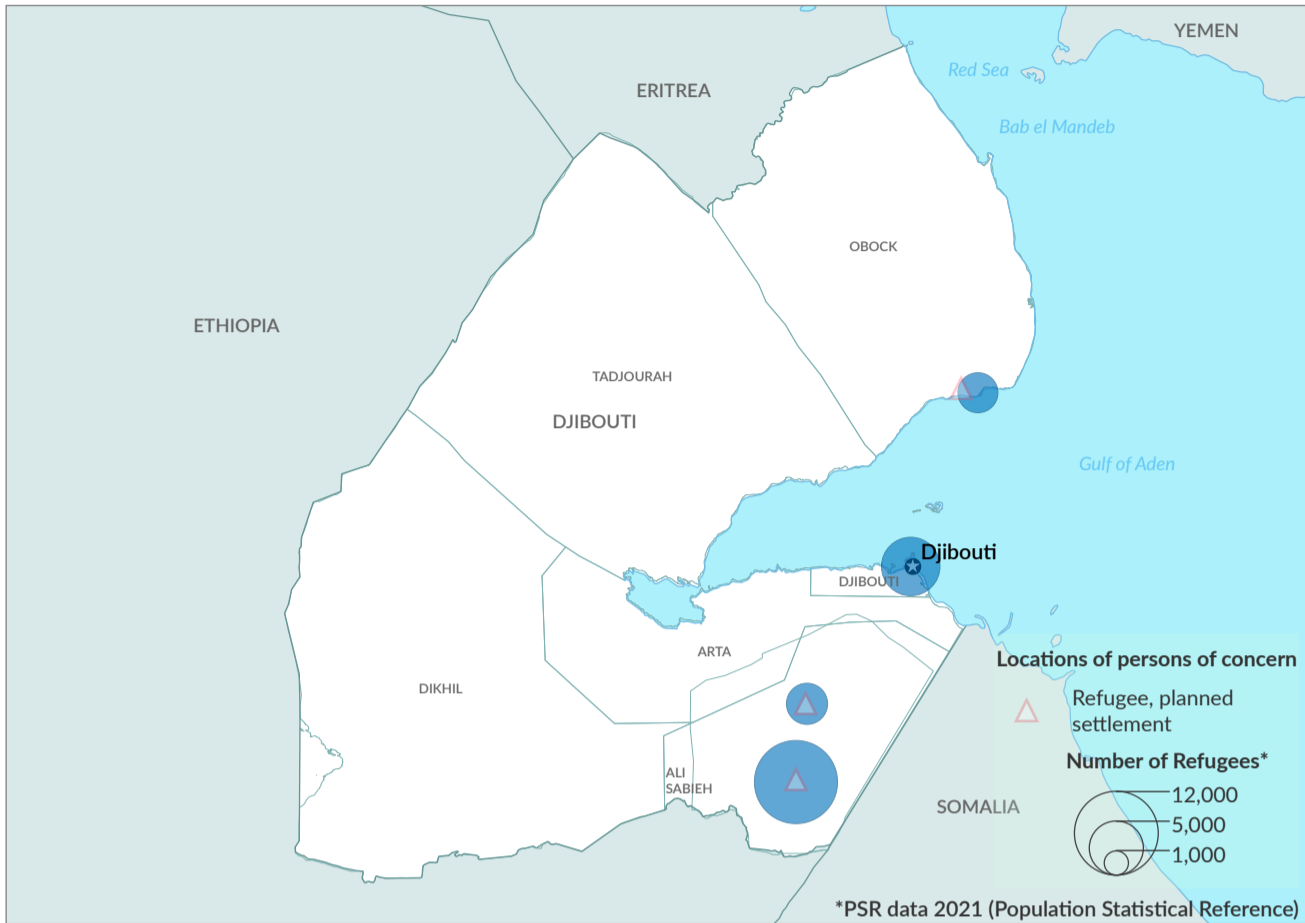 YEMEN
Red Sea
ERITREA
Bab el Mandeb
OBOCK
ETHIOPIA
TADJOURAH
DJIBOUTI
Gulf of Aden
Djibouti
DJIBOUTI
ARTA
DIKHIL
ALI
SABIEH
SOMALIA
Locations of persons of concern
Refugee, planned
settlement
Number of Refugees*
12,000
5,000
1,000
*PSR data 2021 (Population Statistical Reference)